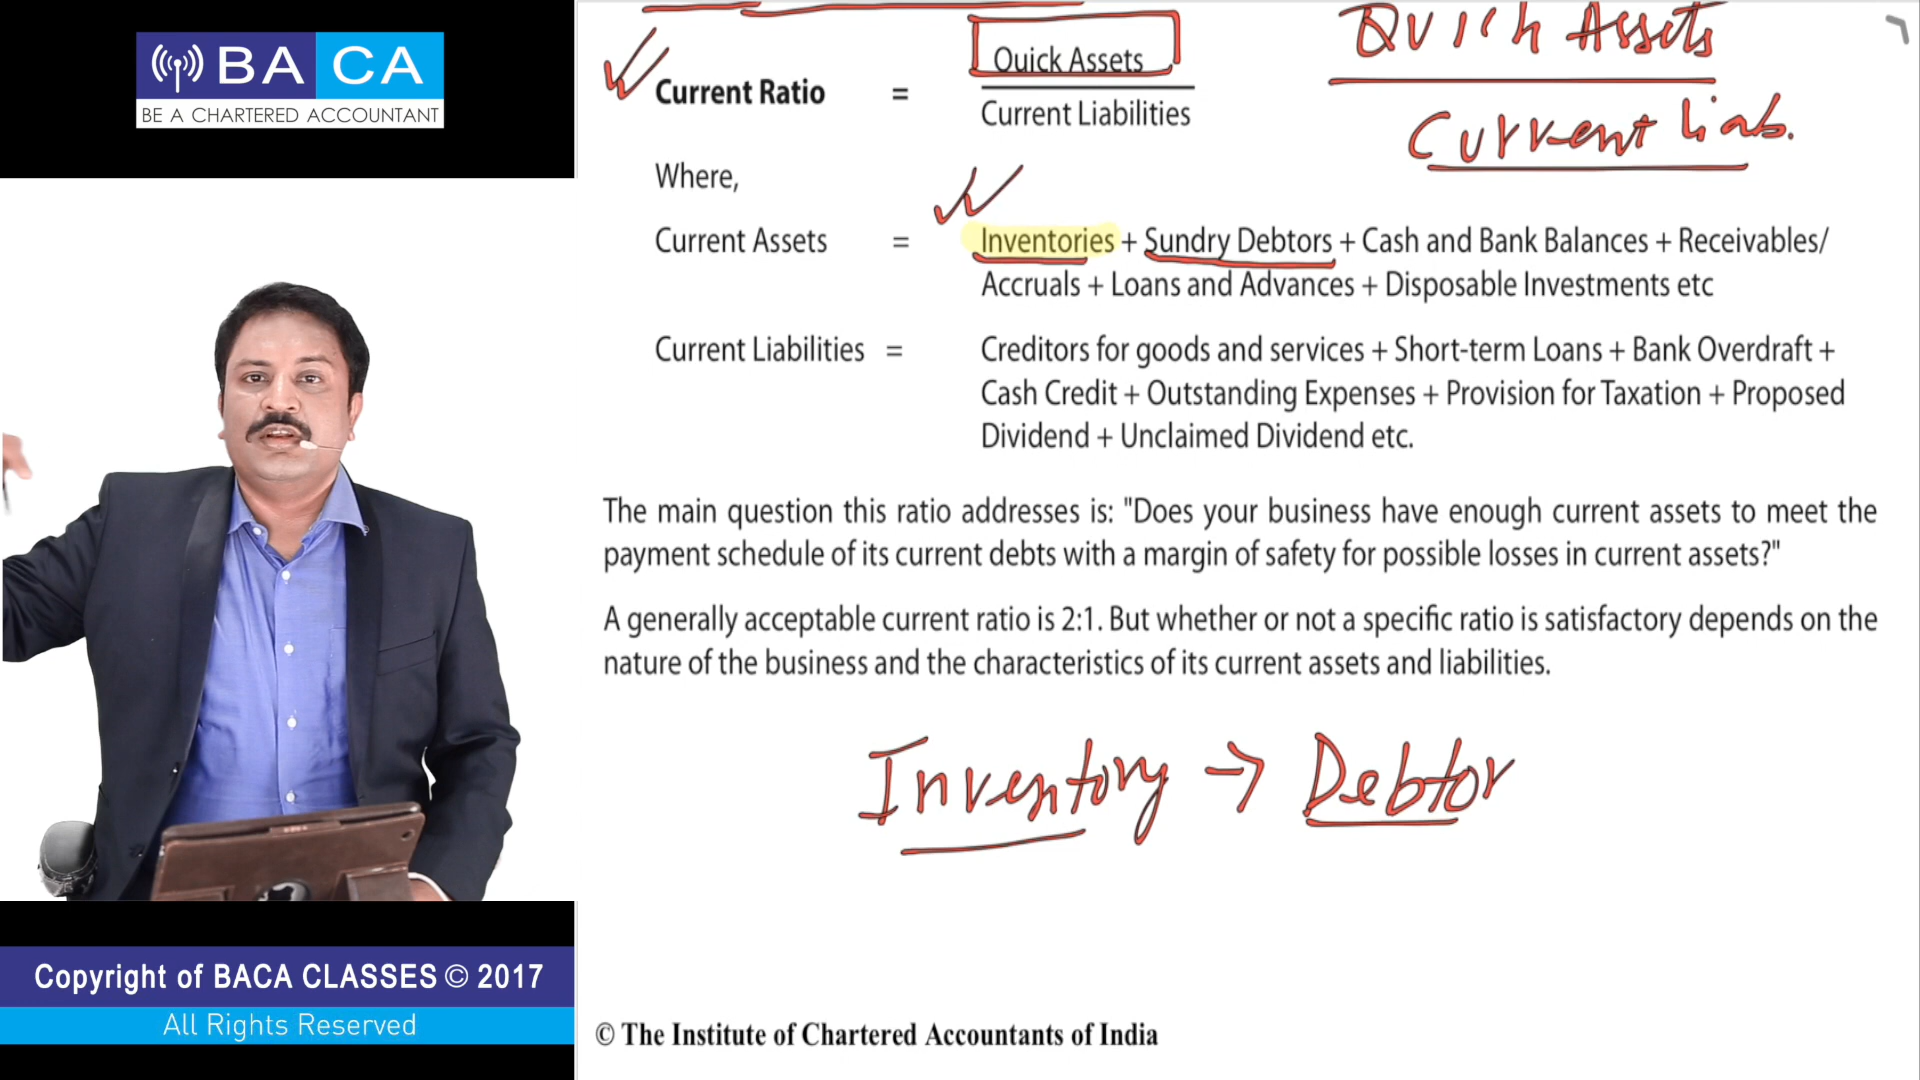 BA CA
BE A CHARTERED ACCOUNTANT
Quick Assets
Current Ratio = Quick Assets
Current Liabilities
Current Liab.
Where,
Current Assets = Inventories + Sundry Debtors + Cash and Bank Balances + Receivables/
Accruals + Loans and Advances + Disposable Investments etc
Current Liabilities = Creditors for goods and services + Short-term Loans + Bank Overdraft +
Cash Credit + Outstanding Expenses + Provision for Taxation + Proposed
Dividend + Unclaimed Dividend etc.
The main question this ratio addresses is: "Does your business have enough current assets to meet the
payment schedule of its current debts with a margin of safety for possible losses in current assets?"
A generally acceptable current ratio is 2:1. But whether or not a specific ratio is satisfactory depends on the
nature of the business and the characteristics of its current assets and liabilities.
Inventory → Debtor
Copyright of BACA CLASSES © 2017
All Rights Reserved
© The Institute of Chartered Accountants of India